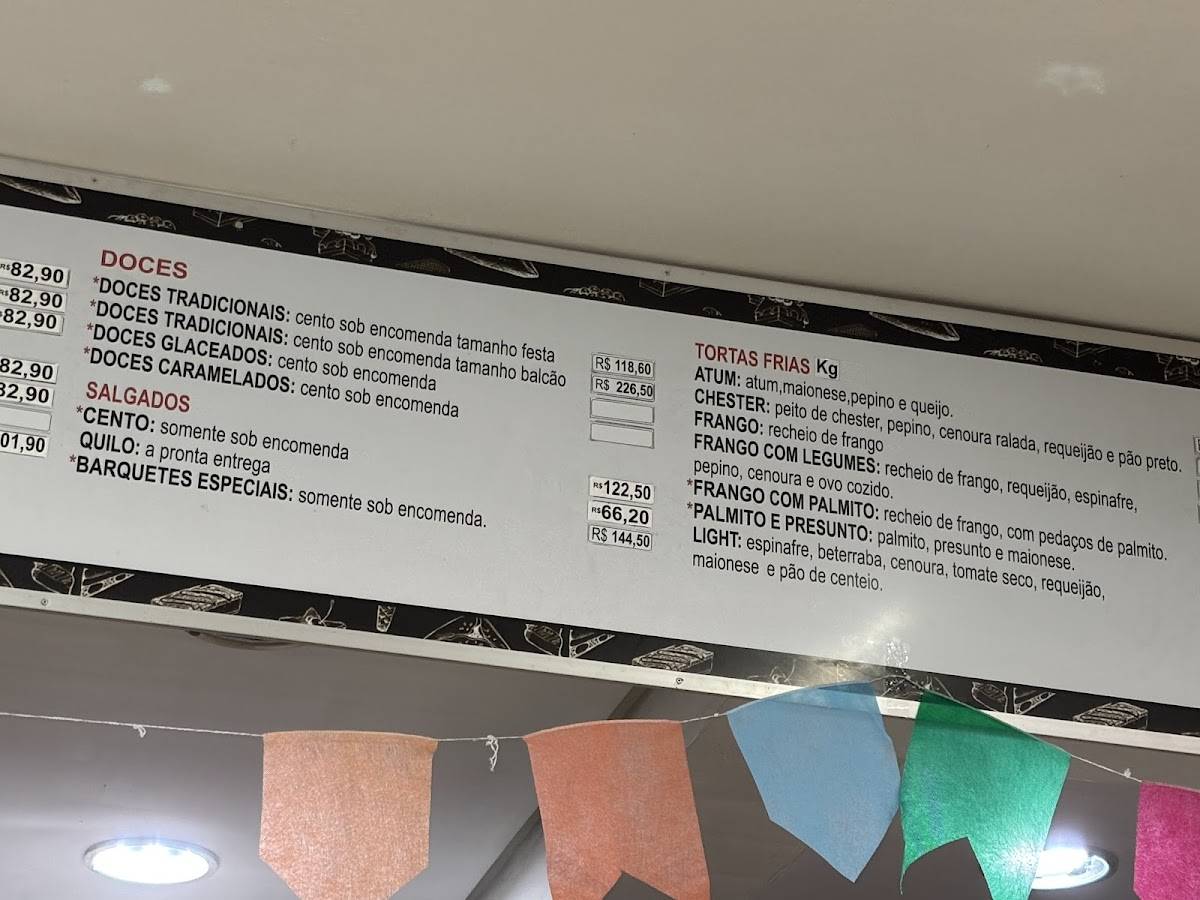 R$82,90
R$82,90
82,90
82,90
82,90
01,90
DOCES
*DOCES TRADICIONAIS: cento sob encomenda tamanho festa R$ 118,60
*DOCES TRADICIONAIS: cento sob encomenda tamanho balcão R$ 226,50
*DOCES GLACEADOS: cento sob encomenda
*DOCES CARAMELADOS: cento sob encomenda
SALGADOS
*CENTO: somente sob encomenda R$122,50
QUILO: a pronta entrega R$66,20
*BARQUETES ESPECIAIS: somente sob encomenda. R$ 144,50
TORTAS FRIAS Kg
ATUM: atum,maionese,pepino e queijo.
CHESTER: peito de chester, pepino, cenoura ralada, requeijão e pão preto.
FRANGO: recheio de frango
FRANGO COM LEGUMES: recheio de frango, requeijão, espinafre,
pepino, cenoura e ovo cozido.
*FRANGO COM PALMITO: recheio de frango, com pedaços de palmito.
*PALMITO E PRESUNTO: palmito, presunto e maionese.
LIGHT: espinafre, beterraba, cenoura, tomate seco, requeijão,
maionese e pão de centeio.